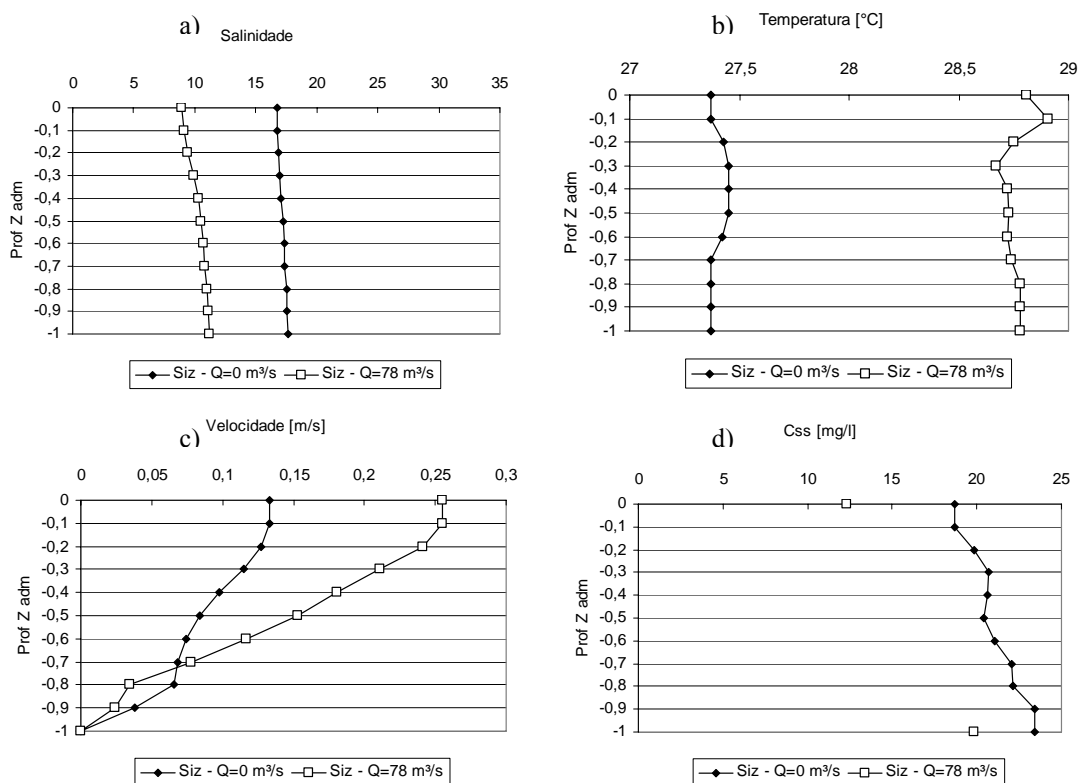 a)
Salinidade
0 5 10 15 20 25 30 35
0
-0,1
-0,2
-0,3
-0,4
-0,5
-0,6
-0,7
-0,8
-0,9
-1
Prof Z adm
Siz - Q=0 m³/s Siz - Q=78 m³/s
b)
Temperatura [°C]
27 27,5 28 28,5 29
0
-0,1
-0,2
-0,3
-0,4
-0,5
-0,6
-0,7
-0,8
-0,9
-1
Prof Z adm
Siz - Q=0 m³/s Siz - Q=78 m³/s
c)
Velocidade [m/s]
0 0,05 0,1 0,15 0,2 0,25 0,3
0
-0,1
-0,2
-0,3
-0,4
-0,5
-0,6
-0,7
-0,8
-0,9
-1
Prof Z adm
Siz - Q=0 m³/s Siz - Q=78 m³/s
d)
Css [mg/l]
0 5 10 15 20 25
0
-0,1
-0,2
-0,3
-0,4
-0,5
-0,6
-0,7
-0,8
-0,9
-1
Prof Z adm
Siz - Q=0 m³/s Siz - Q=78 m³/s